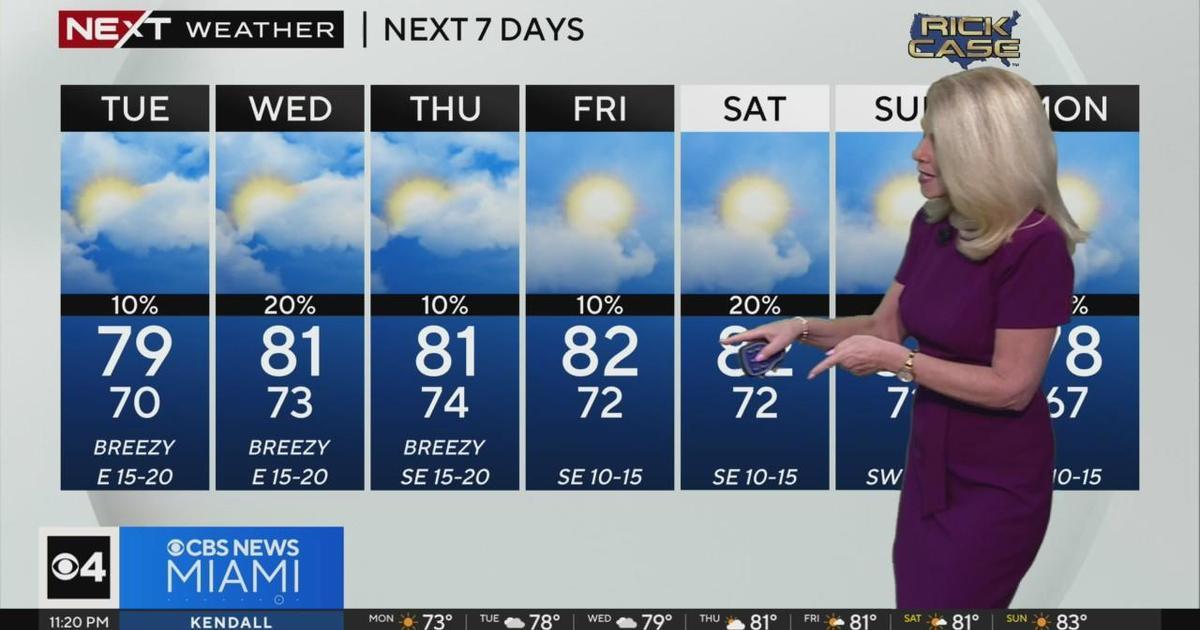 NEXT WEATHER | NEXT 7 DAYS
RICK
CASE
TUE WED THU FRI SAT
10% 20% 10% 10% 20%
79 81 81 82 78
70 73 74 72 72 67
BREEZY BREEZY BREEZY
E 15-20 E 15-20 SE 15-20 SE 10-15 SE 10-15 SW
4 CBS NEWS
MIAMI
11:20 PM KENDALL MON 73° TUE 78° WED 79° THU 81° FRI 81° SAT 81° SUN 83°